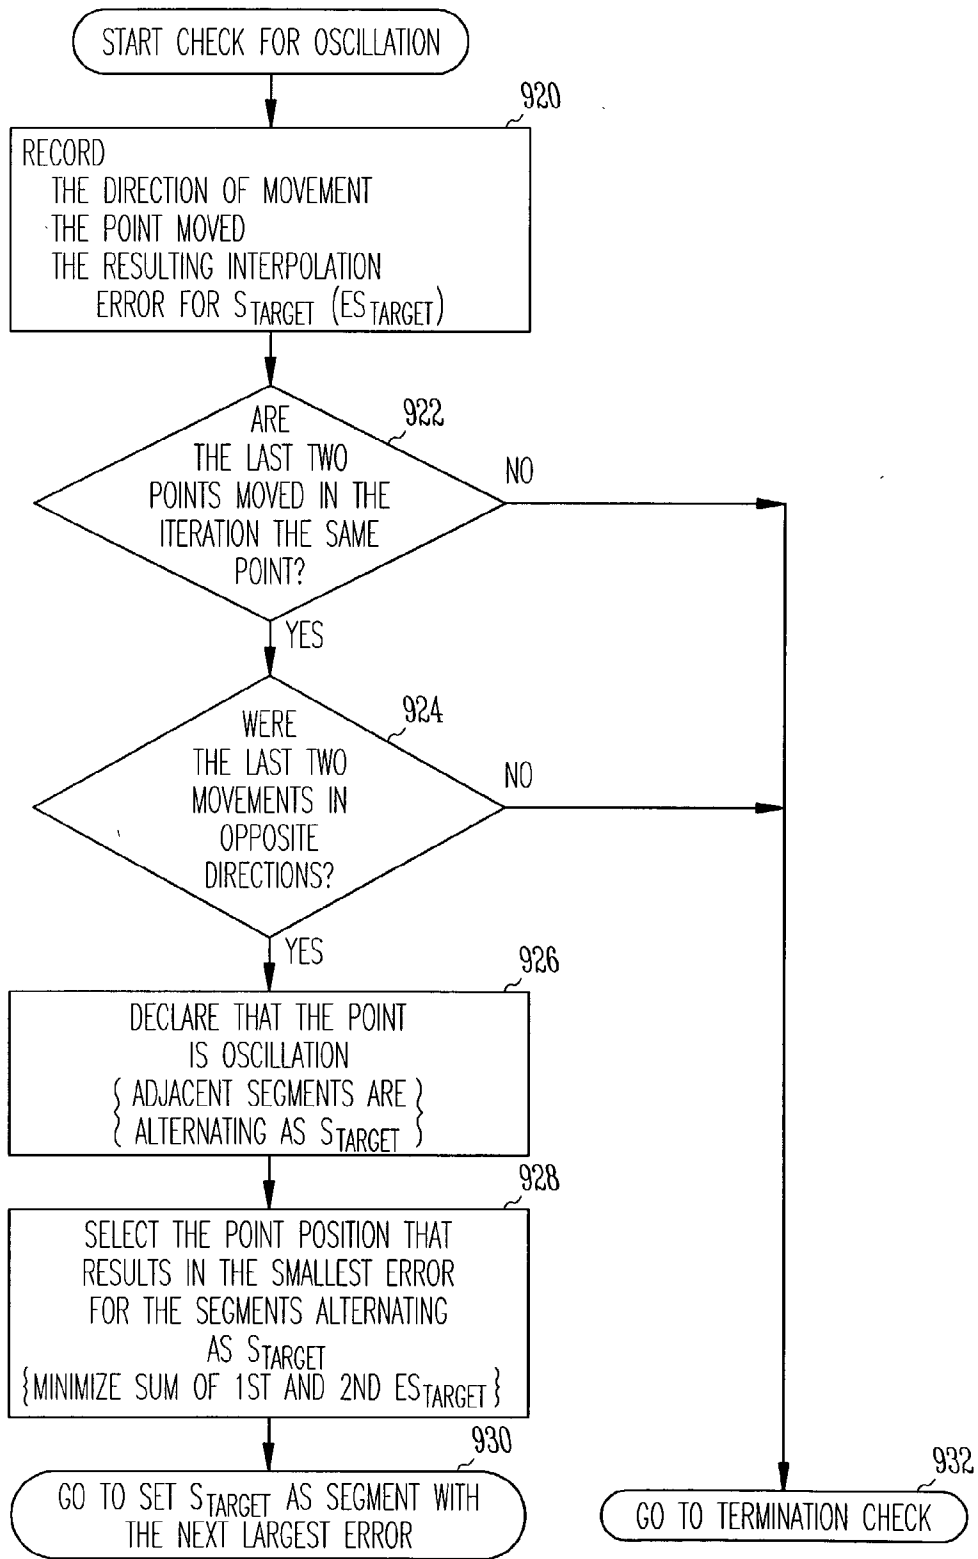 START CHECK FOR OSCILLATION
920
RECORD
THE DIRECTION OF MOVEMENT
THE POINT MOVED
THE RESULTING INTERPOLATION
ERROR FOR STARGET (ESTARGET)
922
ARE
THE LAST TWO
POINTS MOVED IN THE
ITERATION THE SAME
POINT?
NO
YES
924
WERE
THE LAST TWO
MOVEMENTS IN
OPPOSITE
DIRECTIONS?
NO
YES
926
DECLARE THAT THE POINT
IS OSCILLATION
{ ADJACENT SEGMENTS ARE }
{ ALTERNATING AS STARGET }
928
SELECT THE POINT POSITION THAT
RESULTS IN THE SMALLEST ERROR
FOR THE SEGMENTS ALTERNATING
AS STARGET
{MINIMIZE SUM OF 1ST AND 2ND ESTARGET}
930
GO TO SET STARGET AS SEGMENT WITH
THE NEXT LARGEST ERROR
932
GO TO TERMINATION CHECK